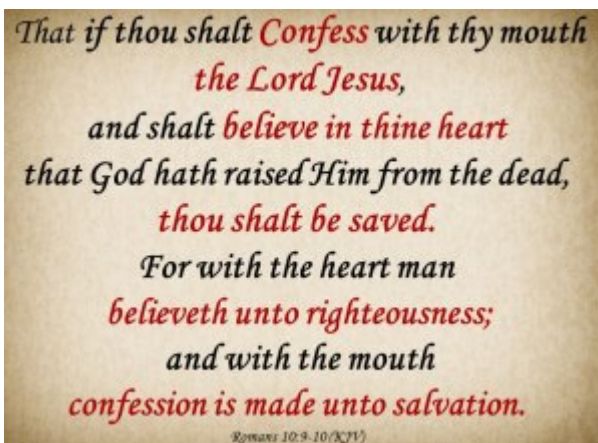 That if thou shalt Confess with thy mouth
the Lord Jesus,
and shalt believe in thine heart
that God hath raised Him from the dead,
thou shalt be saved.
For with the heart man
believeth unto righteousness;
and with the mouth
confession is made unto salvation.
Romans 10:9-10(KJV)